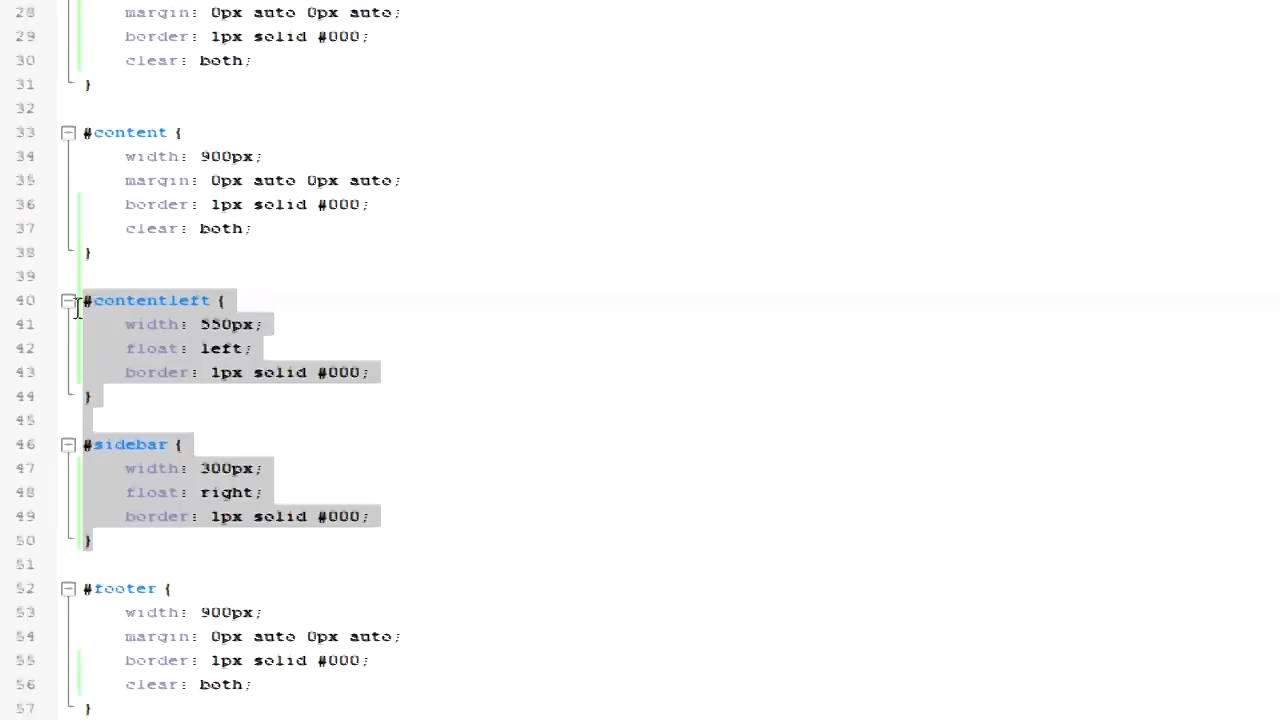 28 margin: 0px auto 0px auto;
29 border: 1px solid #000;
30 clear: both;
31 }
32
33 #content {
34 width: 900px;
35 margin: 0px auto 0px auto;
36 border: 1px solid #000;
37 clear: both;
38 }
39
40 #contentleft {
41 width: 550px;
42 float: left;
43 border: 1px solid #000;
44 }
45
46 #sidebar {
47 width: 300px;
48 float: right;
49 border: 1px solid #000;
50 }
51
52 #footer {
53 width: 900px;
54 margin: 0px auto 0px auto;
55 border: 1px solid #000;
56 clear: both;
57 }